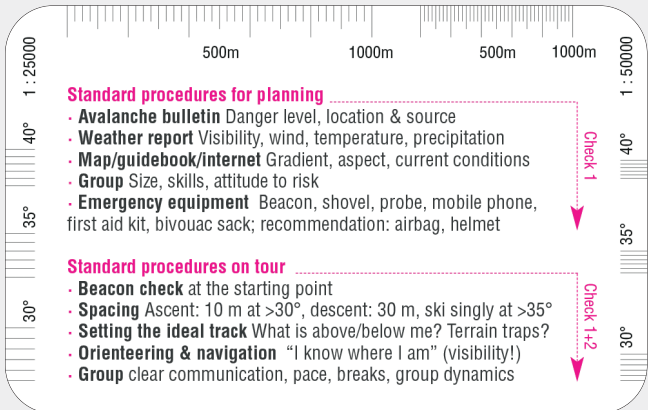 500m 1000m 500m 1000m
1 : 25000
40°
35°
30°
1 : 50000
40°
35°
30°
Standard procedures for planning
· Avalanche bulletin Danger level, location & source
· Weather report Visibility, wind, temperature, precipitation
· Map/guidebook/internet Gradient, aspect, current conditions
· Group Size, skills, attitude to risk
· Emergency equipment Beacon, shovel, probe, mobile phone,
first aid kit, bivouac sack; recommendation: airbag, helmet
Check 1
Standard procedures on tour
· Beacon check at the starting point
· Spacing Ascent: 10 m at >30°, descent: 30 m, ski singly at >35°
· Setting the ideal track What is above/below me? Terrain traps?
· Orienteering & navigation “I know where I am” (visibility!)
· Group clear communication, pace, breaks, group dynamics
Check 1+2